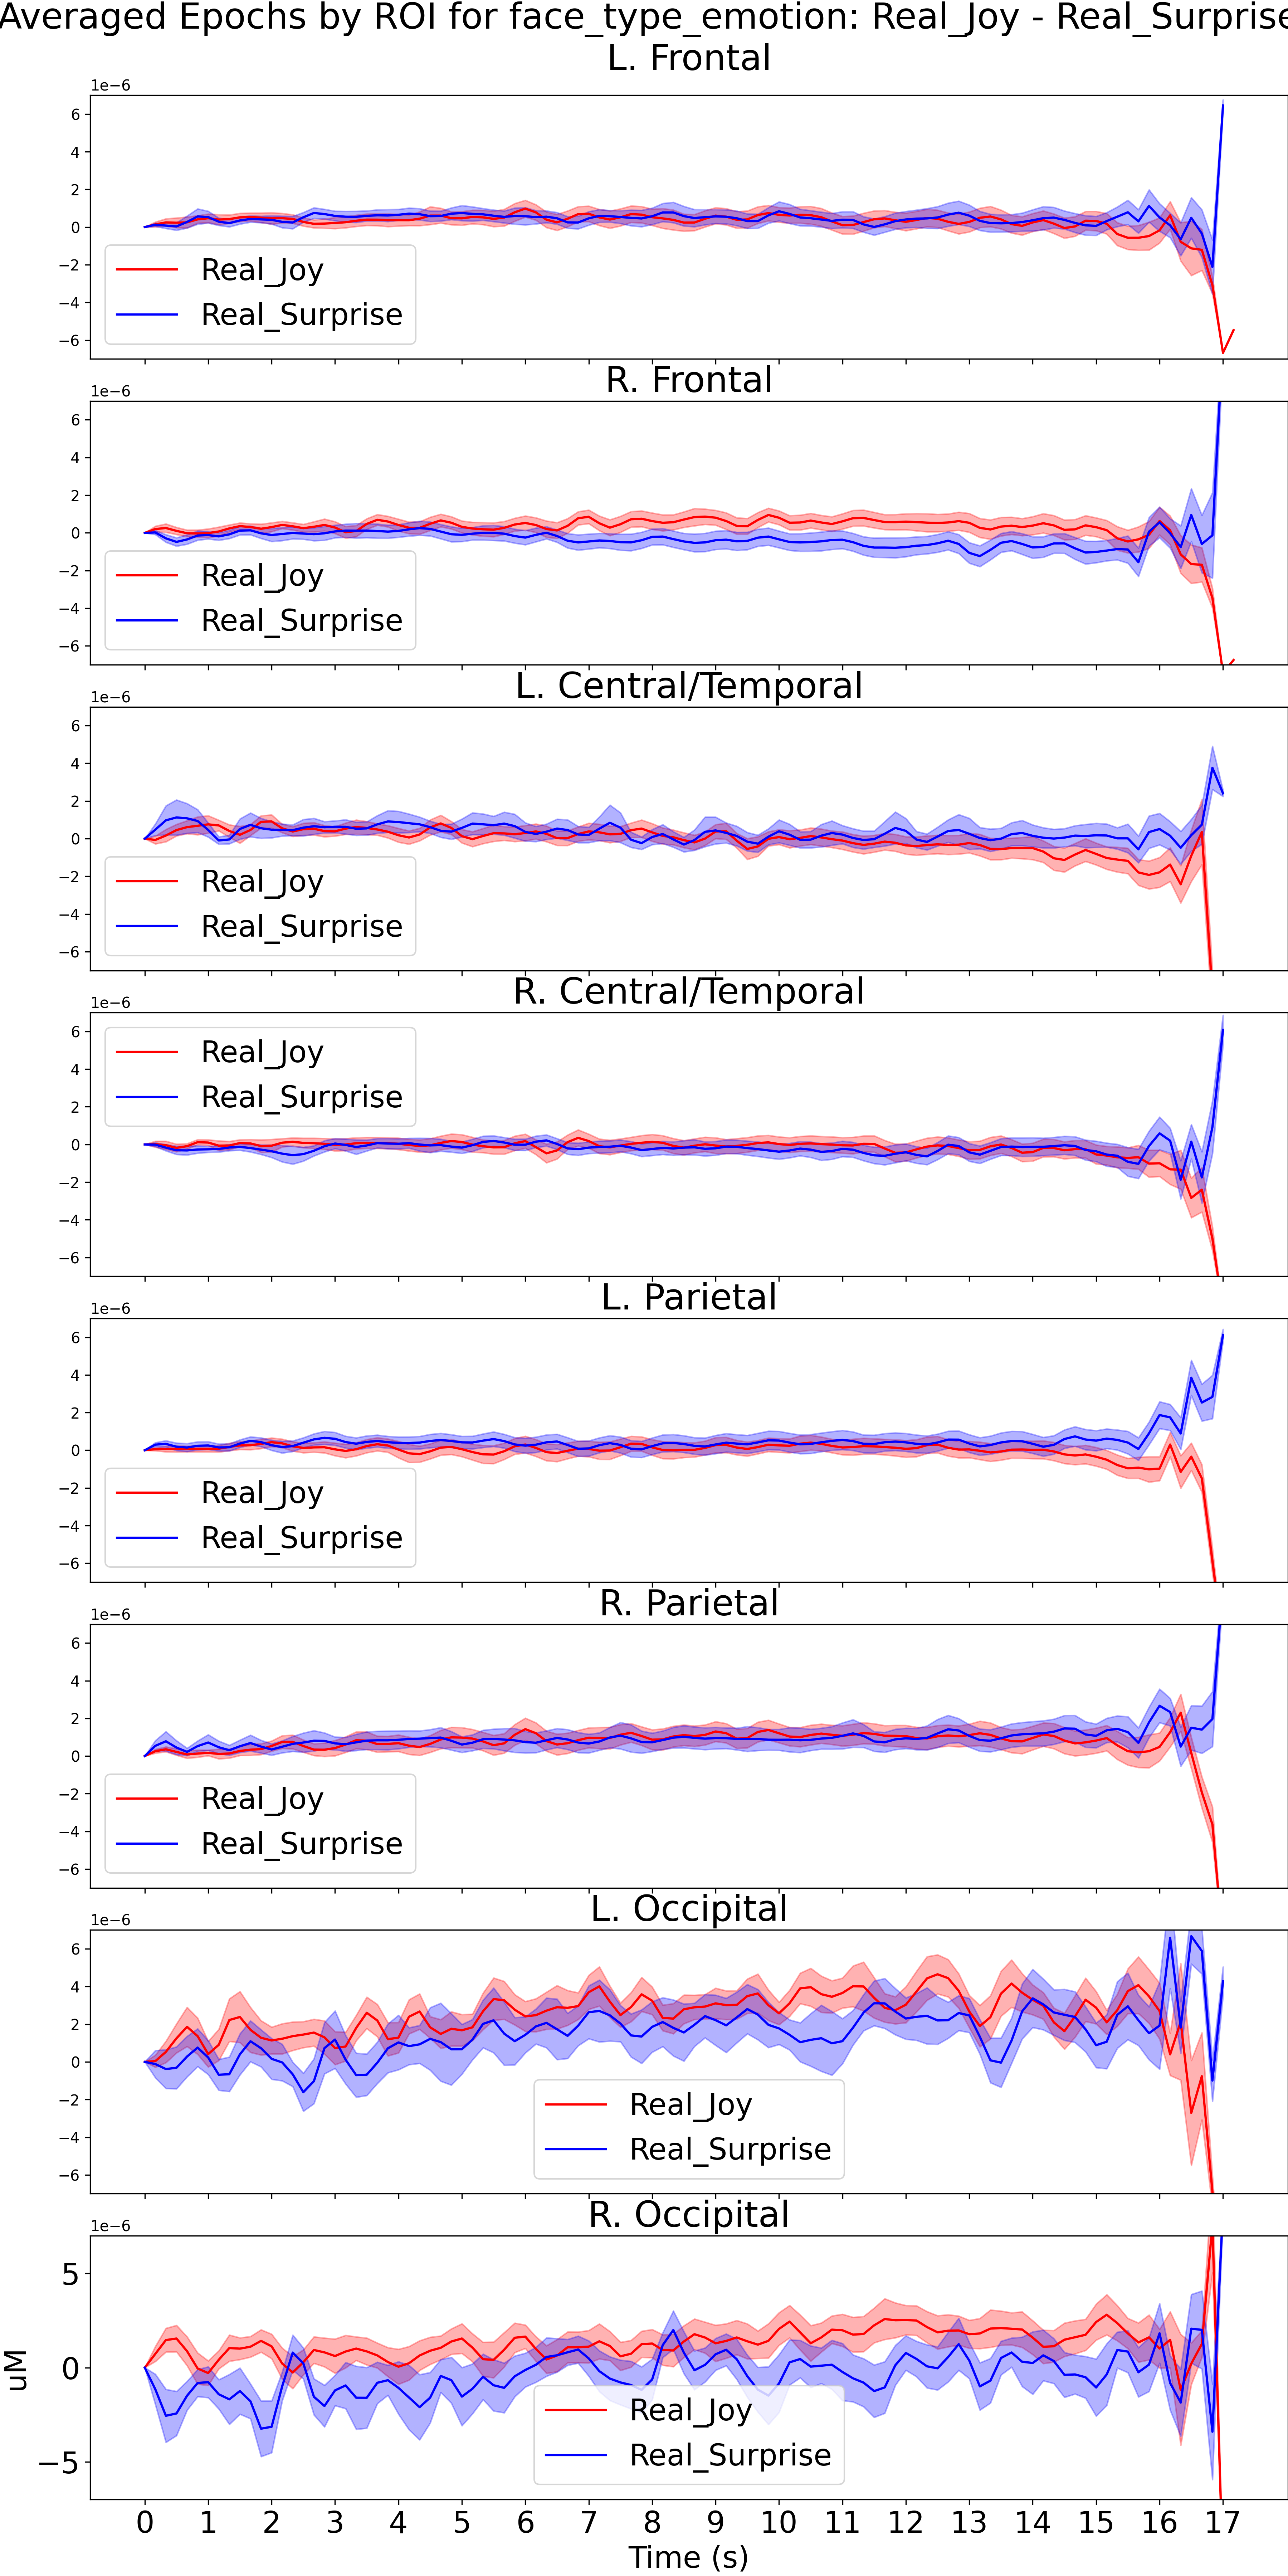 Averaged Epochs by ROI for face_type_emotion: Real_Joy - Real_Surprise
L. Frontal
1e−6
6
4
2
0
−2
−4
−6
Real_Joy
Real_Surprise
R. Frontal
1e−6
6
4
2
0
−2
−4
−6
Real_Joy
Real_Surprise
L. Central/Temporal
1e−6
6
4
2
0
−2
−4
−6
Real_Joy
Real_Surprise
R. Central/Temporal
1e−6
6
4
2
0
−2
−4
−6
Real_Joy
Real_Surprise
L. Parietal
1e−6
6
4
2
0
−2
−4
−6
Real_Joy
Real_Surprise
R. Parietal
1e−6
6
4
2
0
−2
−4
−6
Real_Joy
Real_Surprise
L. Occipital
1e−6
6
4
2
0
−2
−4
−6
Real_Joy
Real_Surprise
R. Occipital
1e−6
5
0
−5
uM
Real_Joy
Real_Surprise
0 1 2 3 4 5 6 7 8 9 10 11 12 13 14 15 16 17
Time (s)